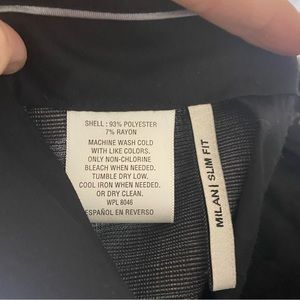 SHELL : 93% POLYESTER
7% RAYON
MACHINE WASH COLD
WITH LIKE COLORS.
ONLY NON-CHLORINE
BLEACH WHEN NEEDED.
TUMBLE DRY LOW.
COOL IRON WHEN NEEDED.
OR DRY CLEAN.
WPL 8046
ESPAÑOL EN REVERSO
MILAN | SLIM FIT